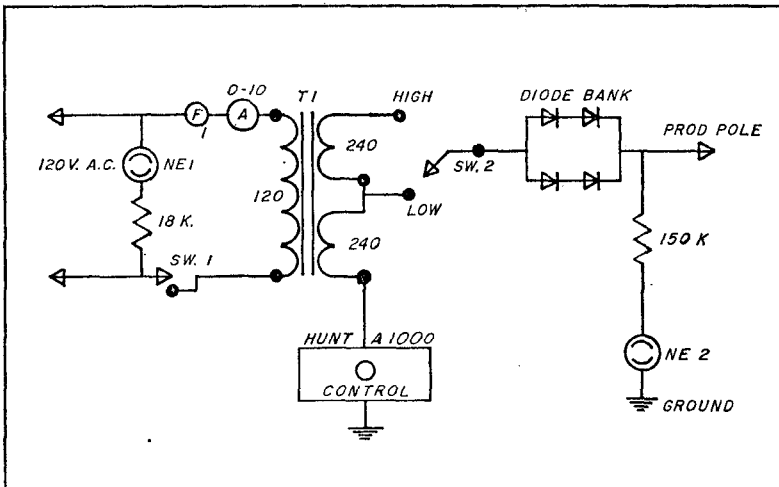 0-10
T1
HIGH
DIODE BANK
F
A
1
PROD POLE
120V. A.C.
NE1
240
SW. 2
120
LOW
18 K.
150 K
240
SW. 1
HUNT A 1000
NE 2
CONTROL
GROUND